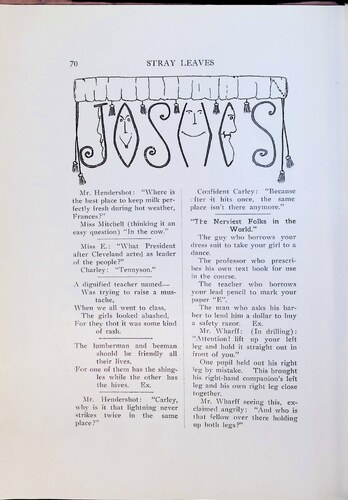 70
STRAY LEAVES
JOSHES
Mr. Hendershot: "Where is
the best place to keep milk per-
fectly fresh during hot weather,
Frances?"
Miss Mitchell (thinking it an
easy question) "In the cow."
Miss E.: "What President
after Cleveland acted as leader
of the people?"
Charley: "Tennyson."
A dignified teacher named—
Was trying to raise a mus-
tache,
When we all went to class,
The girls looked abashed,
For they thot it was some kind
of rash.
The lumberman and beeman
should be friendly all
their lives,
For one of them has the shing-
les while the other has
the hives. Ex.
Mr. Hendershot: "Carley,
why is it that lightning never
strikes twice in the same
place?"
Confident Carley: "Because
after it hits once, the same
place isn't there anymore."
"The Nerviest Folks in the
World."
The guy who borrows your
dress suit to take your girl to a
dance.
The professor who prescri-
bes his own text book for use
in the course.
The teacher who borrows
your lead pencil to mark your
paper "E".
The man who asks his bar-
ber to lend him a dollar to buy
a safety razor. Ex.
Mr. Wharff: (In drilling):
"Attention! lift up your left
leg and hold it straight out in
front of you."
One pupil held out his right
leg by mistake. This brought
his right-hand companion's left
leg and his own right leg close
together.
Mr. Wharff seeing this, ex-
claimed angrily: "And who is
that fellow over there holding
up both legs?"